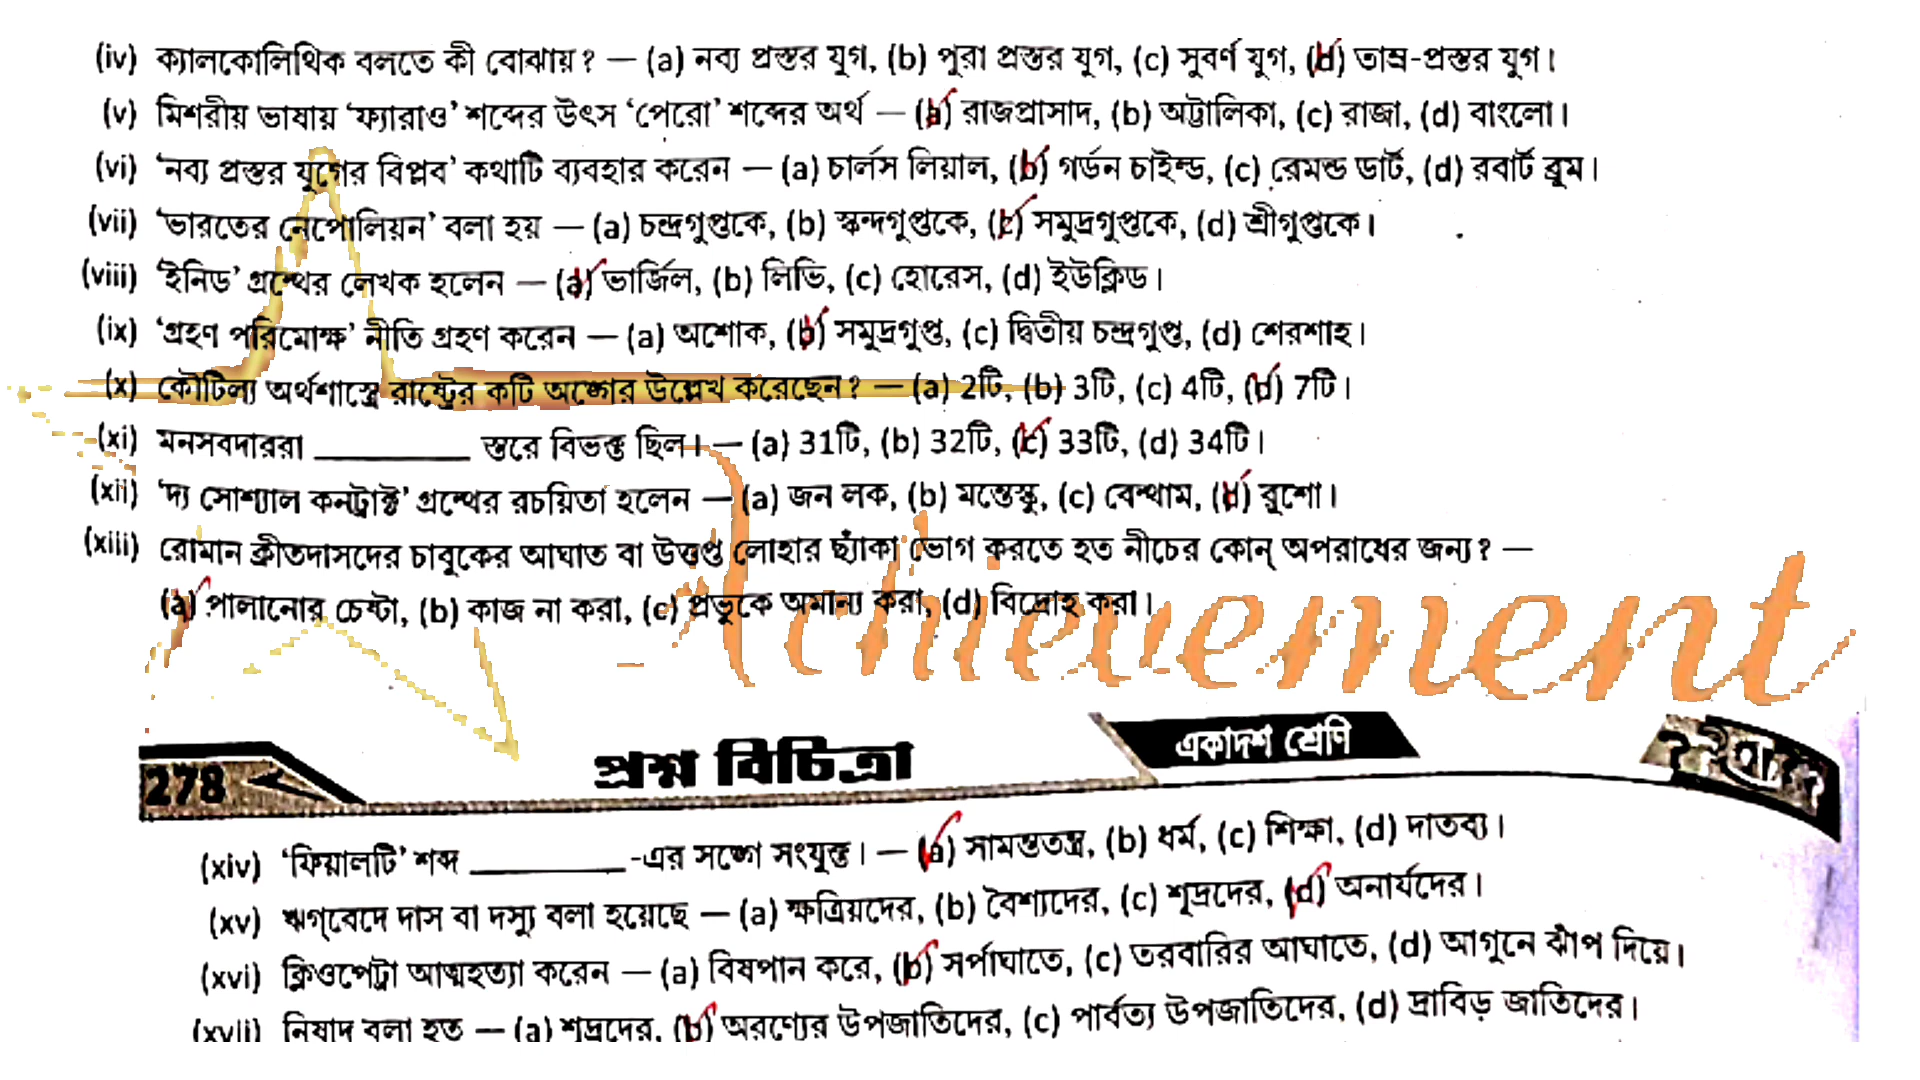 (iv) ক্যালকোলিথিক বলতে কী বোঝায়? — (a) নব্য প্রস্তর যুগ, (b) পুরা প্রস্তর যুগ, (c) সুবর্ণ যুগ, (d) তাম্র-প্রস্তর যুগ।
(v) মিশরীয় ভাষায় ‘ফ্যারাও’ শব্দের উৎস ‘পেরো’ শব্দের অর্থ — (a) রাজপ্রাসাদ, (b) অট্টালিকা, (c) রাজা, (d) বাংলো।
(vi) ‘নব্য প্রস্তর যুগের বিপ্লব’ কথাটি ব্যবহার করেন — (a) চার্লস লিয়াল, (b) গর্ডন চাইল্ড, (c) রেমন্ড ডার্ট, (d) রবার্ট ব্রুম।
(vii) ‘ভারতের নেপোলিয়ন’ বলা হয় — (a) চন্দ্রগুপ্তকে, (b) স্কন্দগুপ্তকে, (c) সমুদ্রগুপ্তকে, (d) শ্রীগুপ্তকে।
(viii) ‘ইনিড’ গ্রন্থের লেখক হলেন — (a) ভার্জিল, (b) লিভি, (c) হোরেস, (d) ইউক্লিড।
(ix) ‘গ্রহণ পরিমোক্ষ’ নীতি গ্রহণ করেন — (a) অশোক, (b) সমুদ্রগুপ্ত, (c) দ্বিতীয় চন্দ্রগুপ্ত, (d) শেরশাহ।
(x) কৌটিল্য অর্থশাস্ত্রে রাষ্ট্রের কটি অঙ্গের উল্লেখ করেছেন? — (a) 2টি, (b) 3টি, (c) 4টি, (d) 7টি।
(xi) মনসবদাররা __________ স্তরে বিভক্ত ছিল। — (a) 31টি, (b) 32টি, (c) 33টি, (d) 34টি।
(xii) ‘দ্য সোশ্যাল কনট্রাক্ট’ গ্রন্থের রচয়িতা হলেন — (a) জন লক, (b) মন্তেস্কু, (c) বেন্থাম, (d) রুশো।
(xiii) রোমান ক্রীতদাসদের চাবুকের আঘাত বা উত্তপ্ত লোহার ছ্যাঁকা ভোগ করতে হত নীচের কোন্ অপরাধের জন্য? —
(a) পালানোর চেষ্টা, (b) কাজ না করা, (c) প্রভুকে অমান্য করা, (d) বিদ্রোহ করা।
Achievement
278 প্রশ্ন বিচিত্রা একাদশ শ্রেণি
(xiv) ‘ফিয়ালটি’ শব্দ __________ -এর সঙ্গে সংযুক্ত। — (a) সামন্ততন্ত্র, (b) ধর্ম, (c) শিক্ষা, (d) দাতব্য।
(xv) ঋগ্‌বেদে দাস বা দস্যু বলা হয়েছে — (a) ক্ষত্রিয়দের, (b) বৈশ্যদের, (c) শূদ্রদের, (d) অনার্যদের।
(xvi) ক্লিওপেট্রা আত্মহত্যা করেন — (a) বিষপান করে, (b) সর্পাঘাতে, (c) তরবারির আঘাতে, (d) আগুনে ঝাঁপ দিয়ে।
(xvii) নিষাদ বলা হত — (a) শূদ্রদের, (b) অরণ্যের উপজাতিদের, (c) পার্বত্য উপজাতিদের, (d) দ্রাবিড় জাতিদের।